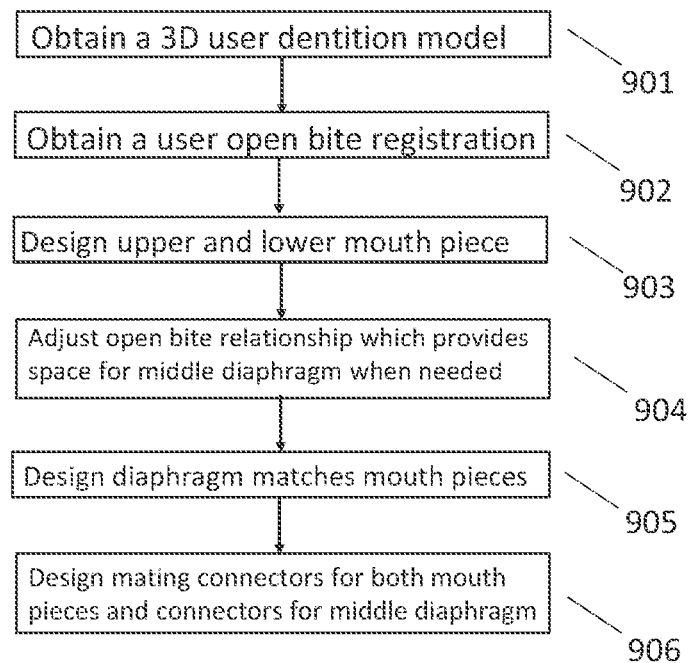 Obtain a 3D user dentition model
901
Obtain a user open bite registration
902
Design upper and lower mouth piece
903
Adjust open bite relationship which provides
space for middle diaphragm when needed
904
Design diaphragm matches mouth pieces
905
Design mating connectors for both mouth
pieces and connectors for middle diaphragm
906